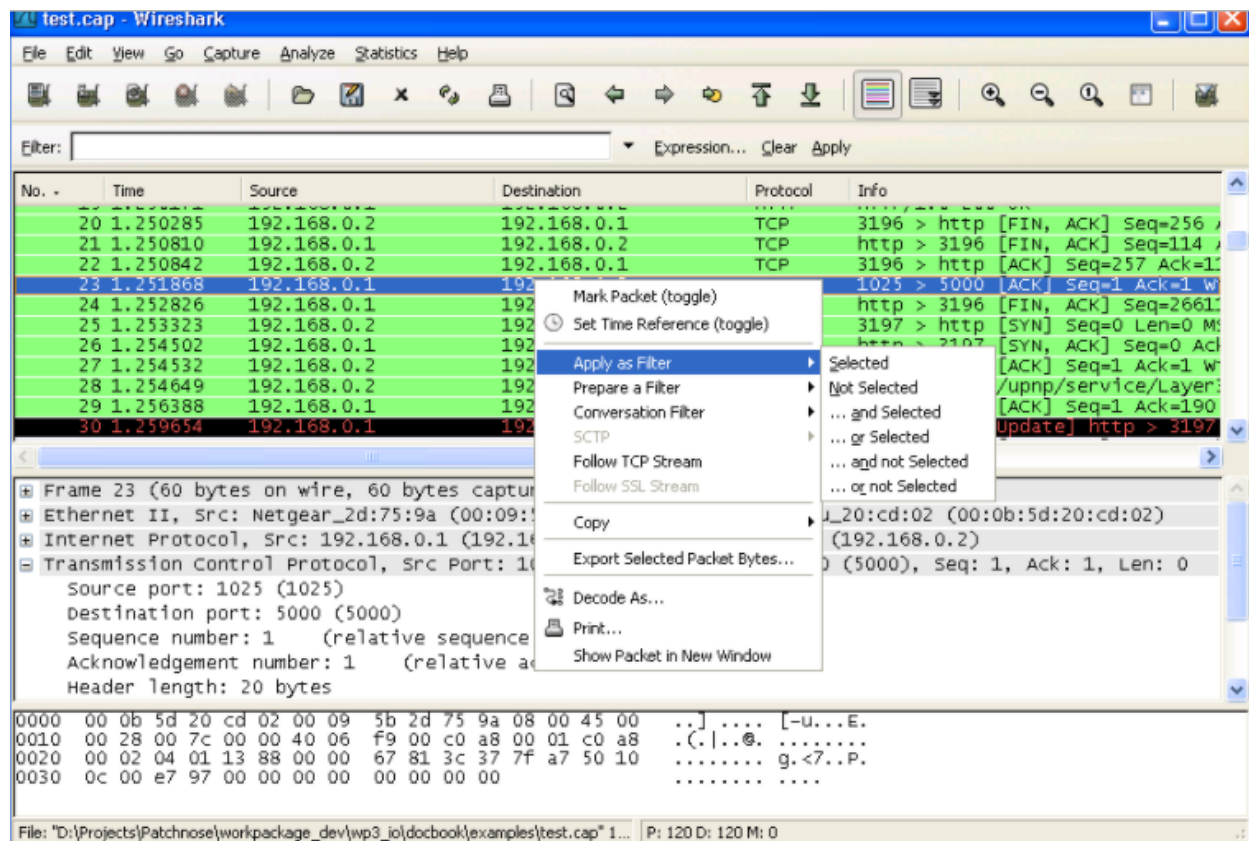 test.cap - Wireshark
File Edit View Go Capture Analyze Statistics Help
Filter: Expression... Clear Apply
No. - Time Source Destination Protocol Info
20 1.250285 192.168.0.2 192.168.0.1 TCP 3196 > http [FIN, ACK] Seq=256
21 1.250810 192.168.0.1 192.168.0.2 TCP http > 3196 [FIN, ACK] Seq=114
22 1.250842 192.168.0.2 192.168.0.1 TCP 3196 > http [ACK] Seq=257 Ack=11
23 1.251868 192.168.0.1 192 1025 > 5000 [ACK] Seq=1 Ack=1
24 1.252826 192.168.0.1 192 http > 3196 [FIN, ACK] Seq=2661
25 1.253323 192.168.0.2 192 3197 > http [SYN] Seq=0 Len=0
26 1.254502 192.168.0.1 192 http > 3197 [SYN, ACK] Seq=0 Ack
27 1.254532 192.168.0.2 192 [ACK] Seq=1 Ack=1
28 1.254649 192.168.0.2 192 /upnp/service/Layer
29 1.256388 192.168.0.1 192 [ACK] Seq=1 Ack=190
30 1.259654 192.168.0.1 192 Update] http > 3197
Mark Packet (toggle)
Set Time Reference (toggle)
Apply as Filter
Prepare a Filter
Conversation Filter
SCTP
Follow TCP Stream
Follow SSL Stream
Copy
Export Selected Packet Bytes...
Decode As...
Print...
Show Packet in New Window
Selected
Not Selected
... and Selected
... or Selected
... and not Selected
... or not Selected
Frame 23 (60 bytes on wire, 60 bytes captur
Ethernet II, Src: Netgear_2d:75:9a (00:09: _20:cd:02 (00:0b:5d:20:cd:02)
Internet Protocol, Src: 192.168.0.1 (192.16 (192.168.0.2)
Transmission Control Protocol, Src Port: 10 (5000), Seq: 1, Ack: 1, Len: 0
Source port: 1025 (1025)
Destination port: 5000 (5000)
Sequence number: 1 (relative sequence
Acknowledgement number: 1 (relative a
Header length: 20 bytes
0000 00 0b 5d 20 cd 02 00 09 5b 2d 75 9a 08 00 45 00 ..] .... [-u...E.
0010 00 28 00 7c 00 00 40 06 f9 00 c0 a8 00 01 c0 a8 .(.|..@. ........
0020 00 02 04 01 13 88 00 00 67 81 3c 37 7f a7 50 10 ........ g.<7..P.
0030 0c 00 e7 97 00 00 00 00 00 00 00 00 ........ ....
File: "D:\Projects\Patchnose\workpackage_dev\wp3_io\docbook\examples\test.cap" 1... P: 120 D: 120 M: 0